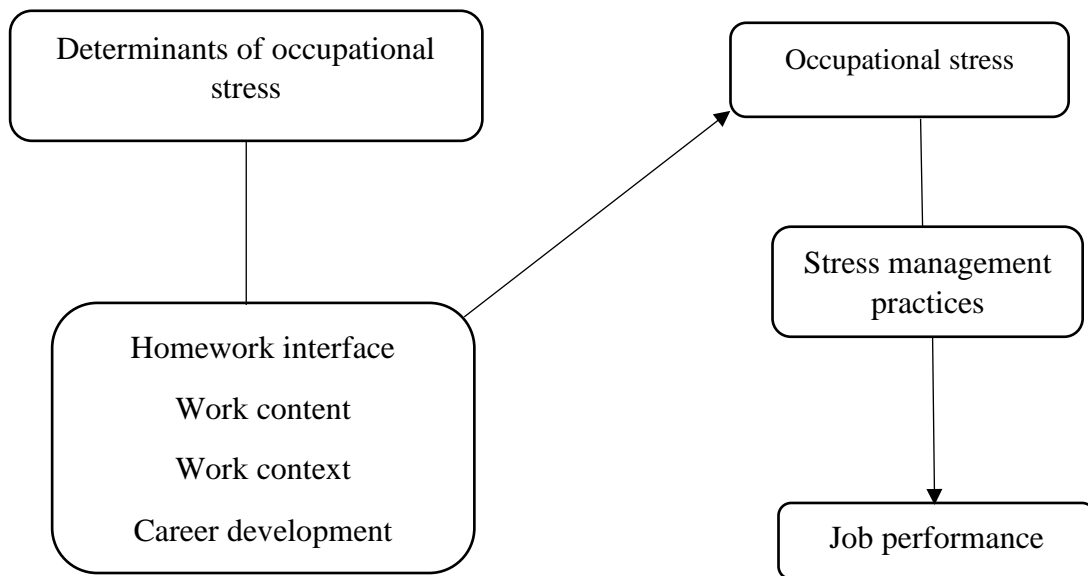 Determinants of occupational
stress
Homework interface
Work content
Work context
Career development
Occupational stress
Stress management
practices
Job performance